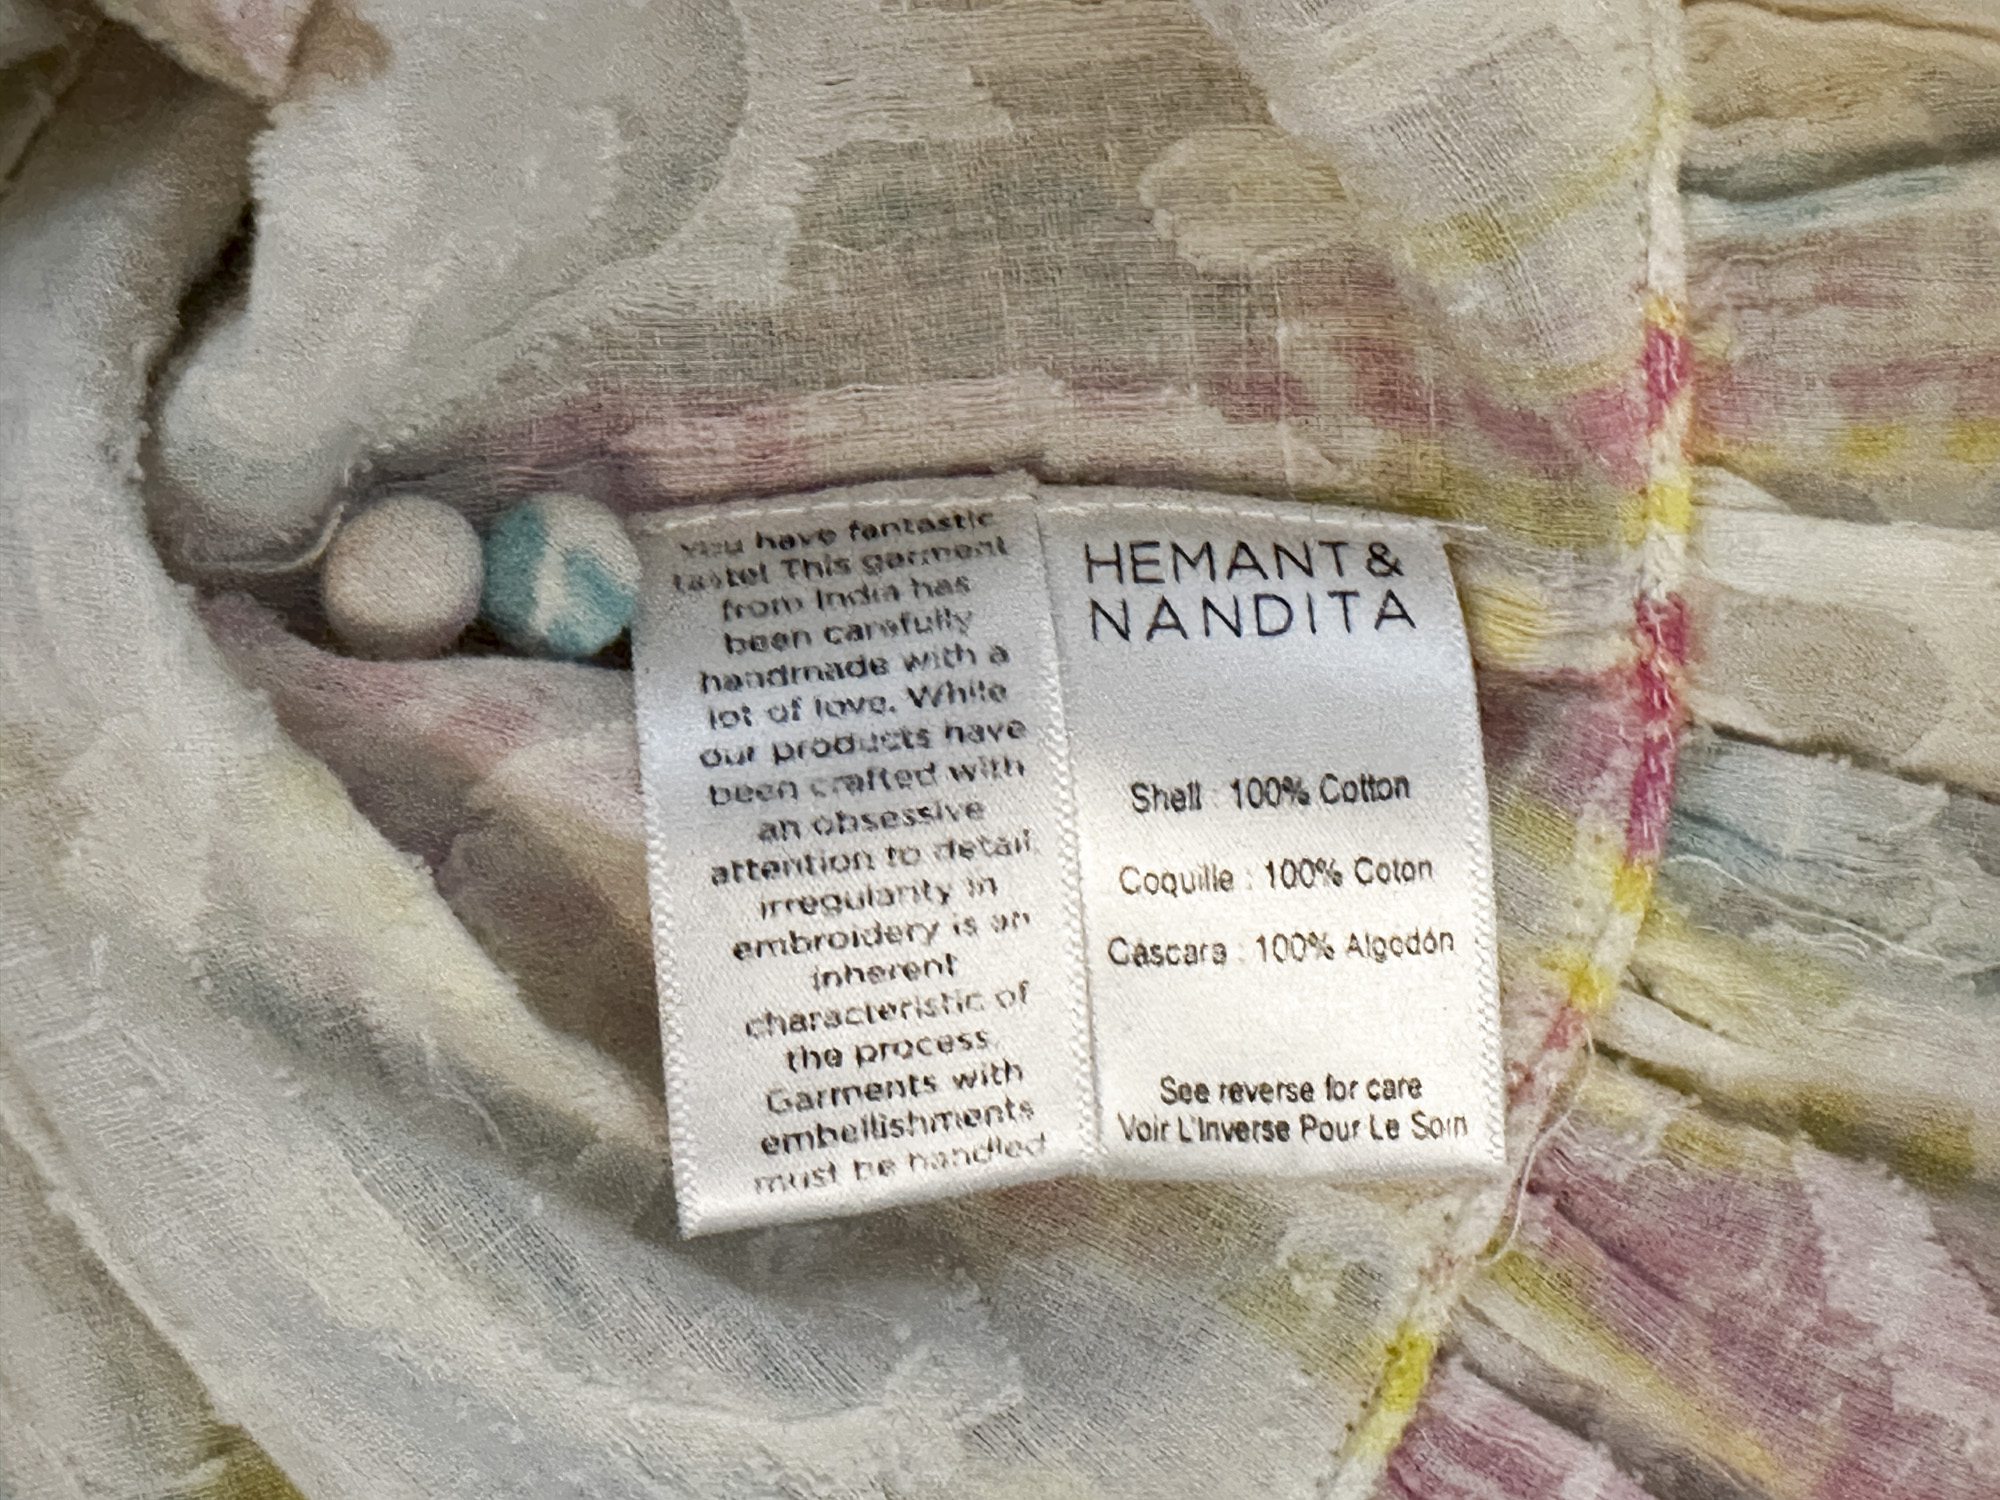 You have fantastic
taste! This garment
from India has
been carefully
handmade with a
lot of love. While
our products have
been crafted with
an obsessive
attention to detail,
irregularity in
embroidery is an
inherent
characteristic of
the process.
Garments with
embellishments
must be handled
HEMANT &
NANDITA
Shell : 100% Cotton
Coquille : 100% Coton
Cáscara : 100% Algodón
See reverse for care
Voir L'Inverse Pour Le Soin